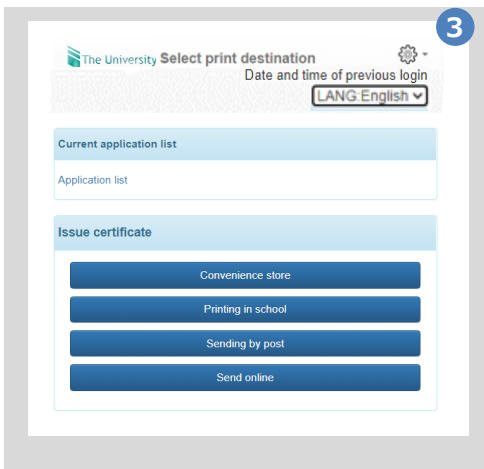 3
The University Select print destination
Date and time of previous login
LANG:English
Current application list
Application list
Issue certificate
Convenience store
Printing in school
Sending by post
Send online